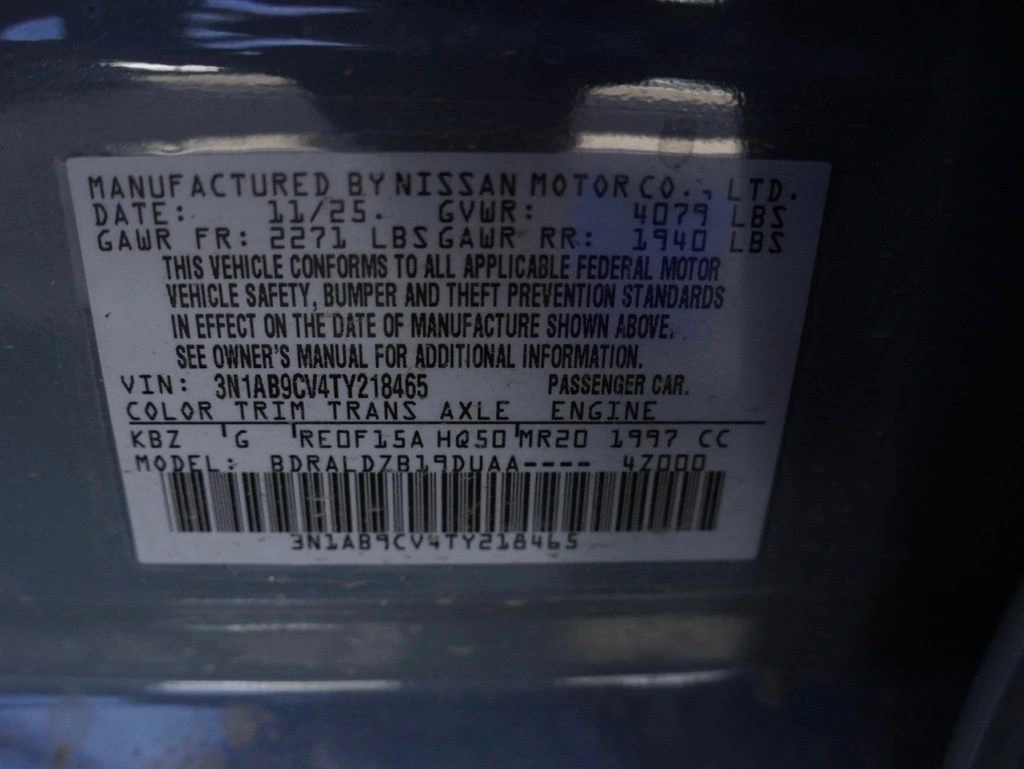 MANUFACTURED BY NISSAN MOTOR CO., LTD.
DATE: 11/25. GVWR: 4079 LBS
GAWR FR: 2271 LBS GAWR RR: 1940 LBS
THIS VEHICLE CONFORMS TO ALL APPLICABLE FEDERAL MOTOR
VEHICLE SAFETY, BUMPER AND THEFT PREVENTION STANDARDS
IN EFFECT ON THE DATE OF MANUFACTURE SHOWN ABOVE.
SEE OWNER'S MANUAL FOR ADDITIONAL INFORMATION.
VIN: 3N1AB9CV4TY218465 PASSENGER CAR.
COLOR TRIM TRANS AXLE ENGINE
KBZ G RE0F15A HQ50 MR20 1997 CC
MODEL: BDRALDZB19DUAA---- 4Z000
3N1AB9CV4TY218465